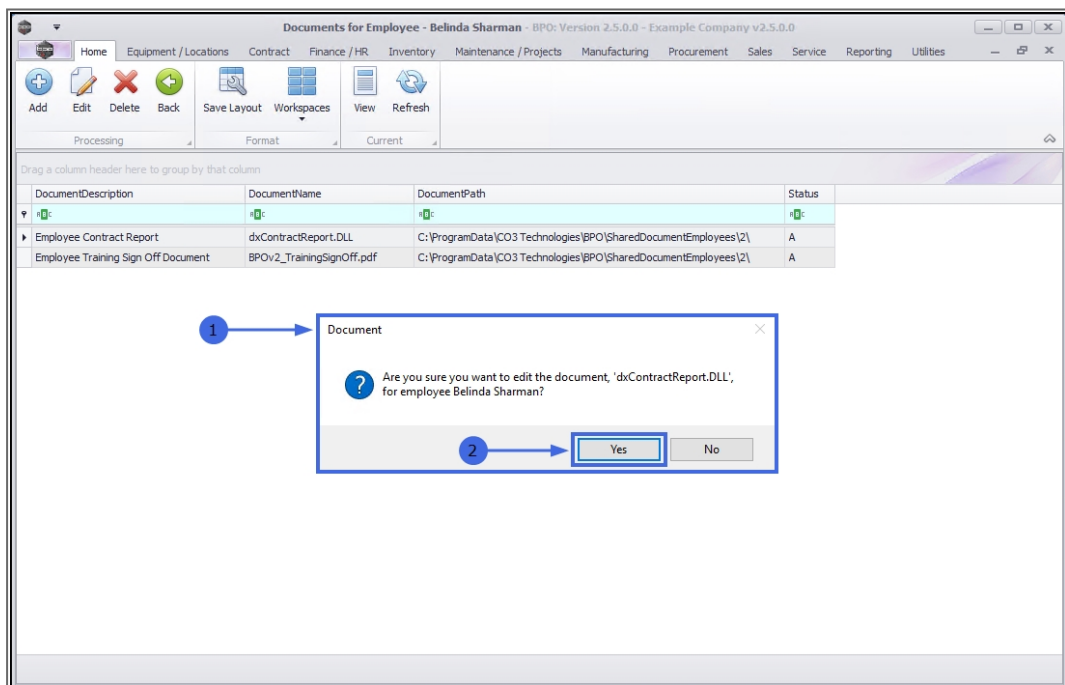 Documents for Employee - Belinda Sharman - BPO: Version 2.5.0.0 - Example Company v2.5.0.0
Home Equipment / Locations Contract Finance / HR Inventory Maintenance / Projects Manufacturing Procurement Sales Service Reporting Utilities
Add Edit Delete Back Save Layout Workspaces View Refresh
Processing Format Current
Drag a column header here to group by that column
DocumentDescription DocumentName DocumentPath Status
Employee Contract Report dxContractReport.DLL C:\ProgramData\CO3 Technologies\BPO\SharedDocumentEmployees\2\ A
Employee Training Sign Off Document BPOv2_TrainingSignOff.pdf C:\ProgramData\CO3 Technologies\BPO\SharedDocumentEmployees\2\ A
1 Document
Are you sure you want to edit the document, 'dxContractReport.DLL',
for employee Belinda Sharman?
2 Yes No